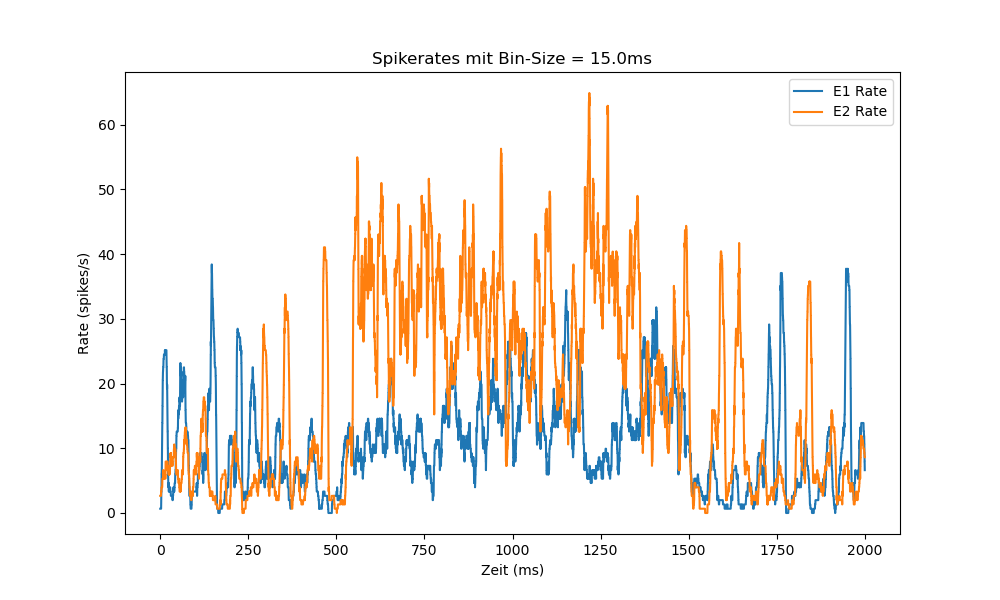 Spikerates mit Bin-Size = 15.0ms
E1 Rate
E2 Rate
Rate (spikes/s)
60
50
40
30
20
10
0
0 250 500 750 1000 1250 1500 1750 2000
Zeit (ms)